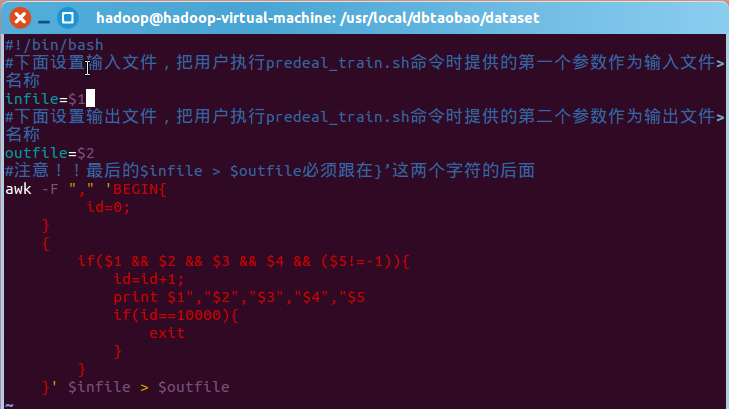 hadoop@hadoop-virtual-machine: /usr/local/dbtaobao/dataset
#!/bin/bash
#下面设置输入文件，把用户执行predeal_train.sh命令时提供的第一个参数作为输入文件>
名称
infile=$1
#下面设置输出文件，把用户执行predeal_train.sh命令时提供的第二个参数作为输出文件>
名称
outfile=$2
#注意！！最后的$infile > $outfile必须跟在}’这两个字符的后面
awk -F "," 'BEGIN{
         id=0;
    }
    {
        if($1 && $2 && $3 && $4 && ($5!=-1)){
            id=id+1;
            print $1","$2","$3","$4","$5
            if(id==10000){
                exit
            }
        }
    }' $infile > $outfile
~